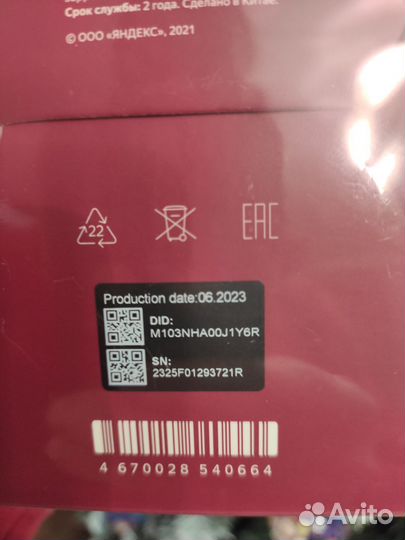 Срок службы: 2 года. Сделано в Китае.
© ООО «ЯНДЕКС», 2021
22
EAC
Production date:06.2023
DID:
M103NHA00J1Y6R
SN:
2325F01293721R
4 670028 540664
Avito